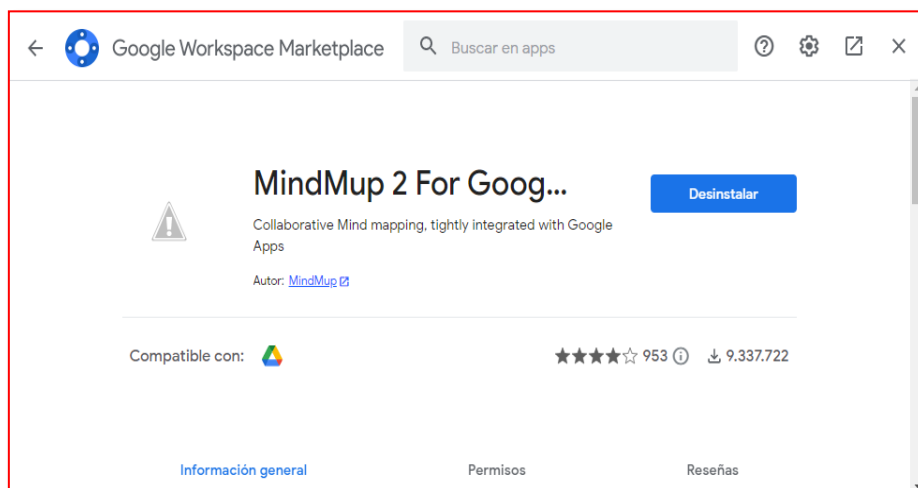 Google Workspace Marketplace
Buscar en apps
MindMup 2 For Goog...
Desinstalar
Collaborative Mind mapping, tightly integrated with Google
Apps
Autor: MindMup
Compatible con:
953
9.337.722
Información general
Permisos
Reseñas